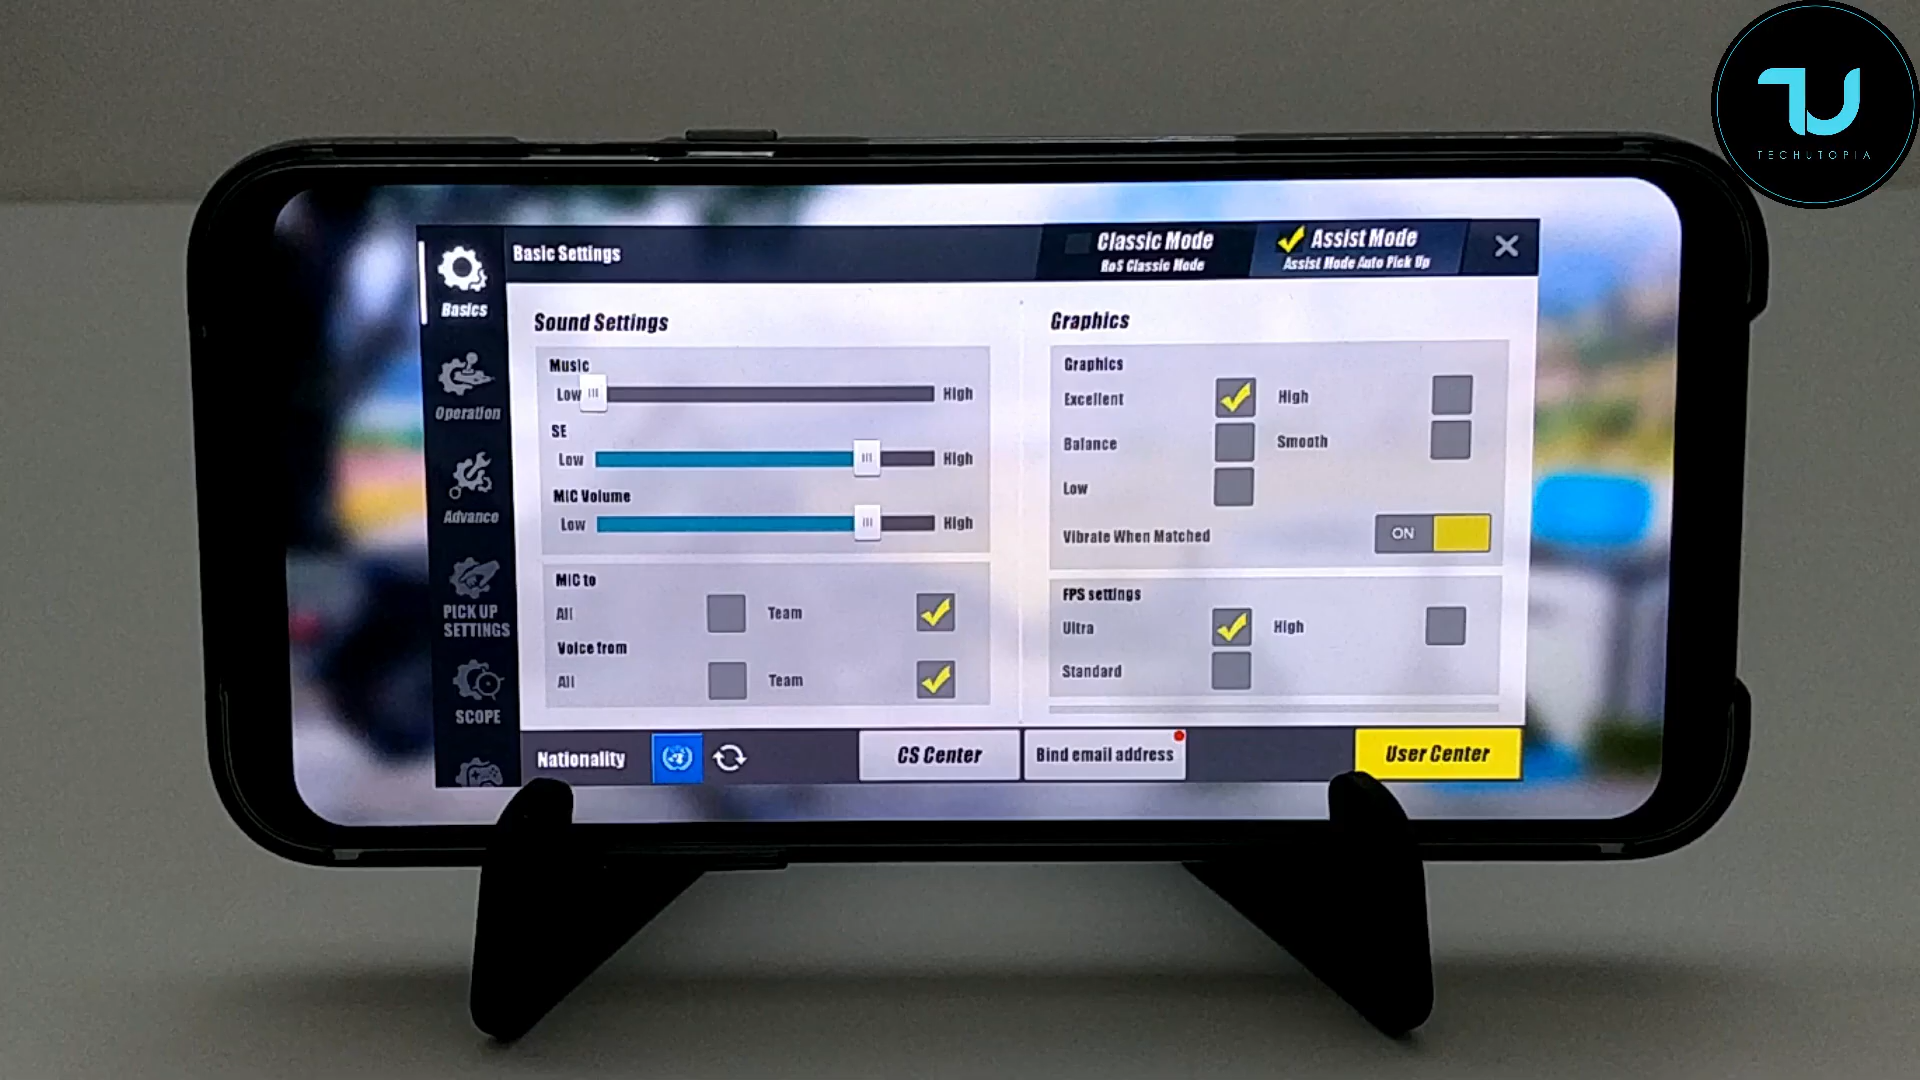 TECHUTOPIA
Basic Settings
Classic Mode
RoS Classic Mode
Assist Mode
Assist Mode Auto Pick Up
Basics
Operation
Advance
PICK UP
SETTINGS
SCOPE
Sound Settings
Music
Low
High
SE
Low
High
MIC Volume
Low
High
MIC to
All
Team
Voice from
All
Team
Graphics
Graphics
Excellent
High
Balance
Smooth
Low
Vibrate When Matched
ON
FPS settings
Ultra
High
Standard
Nationality
CS Center
Bind email address
User Center